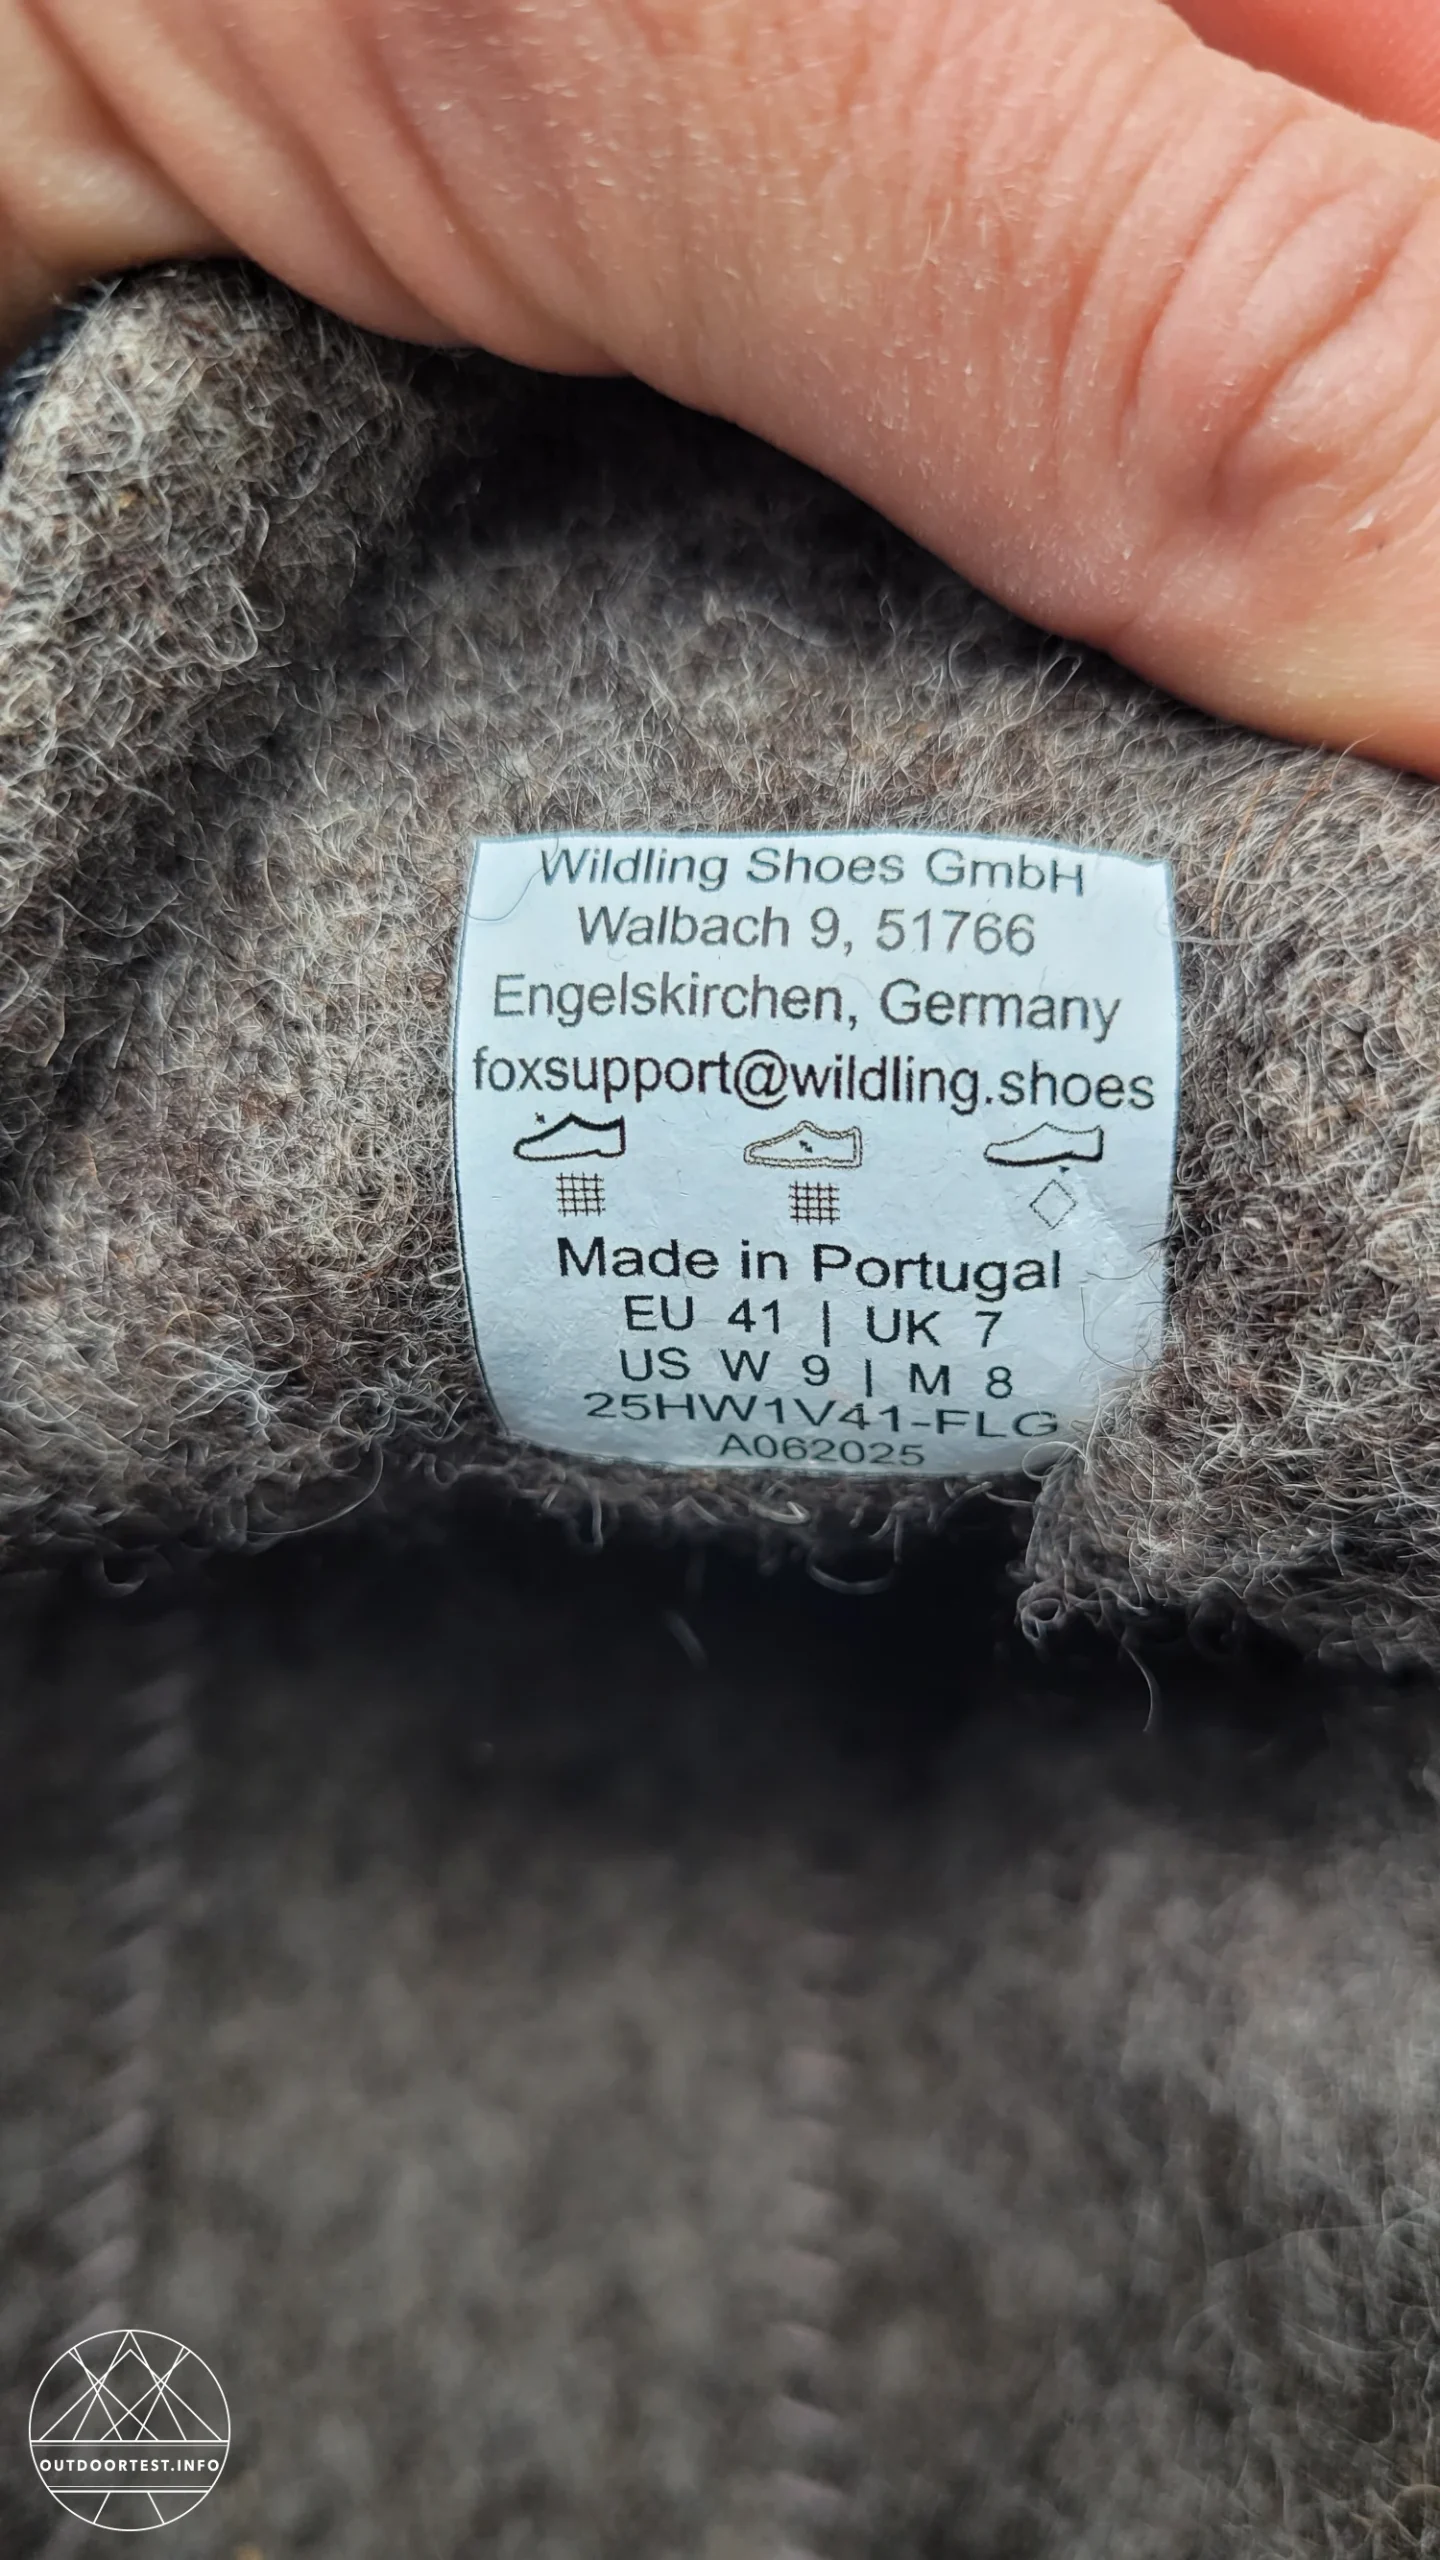 Wildling Shoes GmbH
Walbach 9, 51766
Engelskirchen, Germany
foxsupport@wildling.shoes
Made in Portugal
EU 41 | UK 7
US W 9 | M 8
25HW1V41-FLG
A062025
OUTDOORTEST.INFO